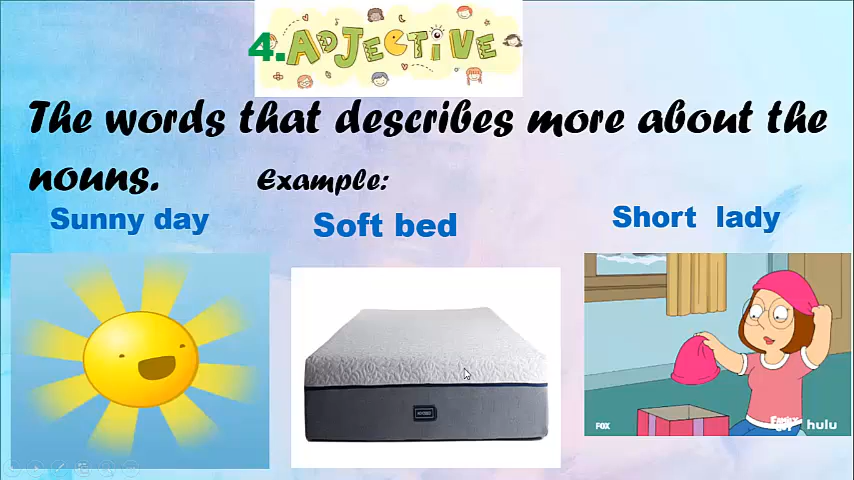 4.ADJECTIVE
The words that describes more about the
nouns. Example:
Sunny day
Soft bed
Short lady
FOX
hulu